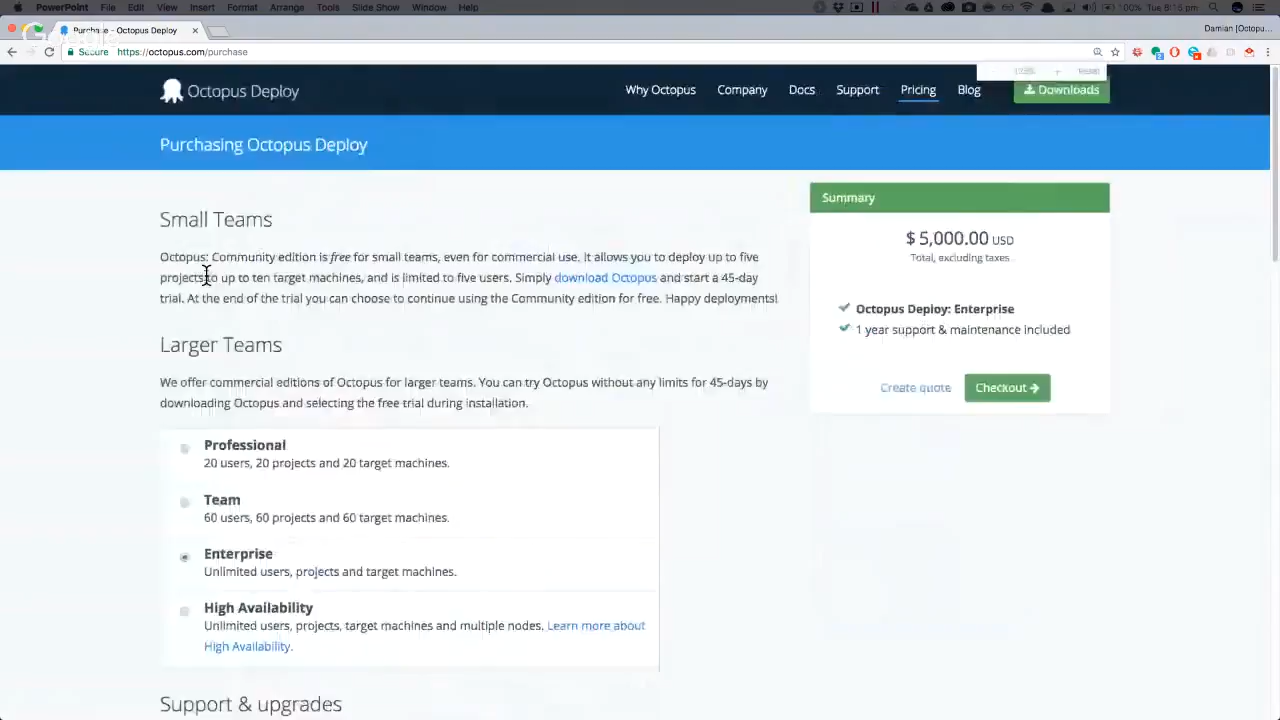 PowerPoint File Edit View Insert Format Arrange Tools Slide Show Window Help 100% Tue 8:15 pm
Purchase - Octopus Deploy Damian [Octopu...
Secure https://octopus.com/purchase
Octopus Deploy Why Octopus Company Docs Support Pricing Blog Downloads
Purchasing Octopus Deploy
Small Teams
Octopus: Community edition is free for small teams, even for commercial use. It allows you to deploy up to five
projects to up to ten target machines, and is limited to five users. Simply download Octopus and start a 45-day
trial. At the end of the trial you can choose to continue using the Community edition for free. Happy deployments!
Larger Teams
We offer commercial editions of Octopus for larger teams. You can try Octopus without any limits for 45-days by
downloading Octopus and selecting the free trial during installation.
Professional
20 users, 20 projects and 20 target machines.
Team
60 users, 60 projects and 60 target machines.
Enterprise
Unlimited users, projects and target machines.
High Availability
Unlimited users, projects, target machines and multiple nodes. Learn more about
High Availability.
Support & upgrades
Summary
$ 5,000.00 USD
Total, excluding taxes
Octopus Deploy: Enterprise
1 year support & maintenance included
Create quote Checkout